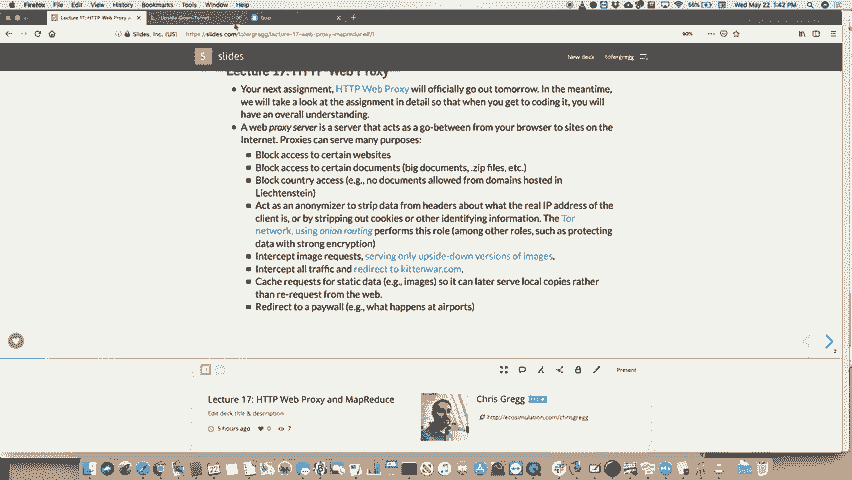 Firefox File Edit View History Bookmarks Tools Window Help
Wed May 22 1:42 PM
Lecture 17: HTTP Web Proxy
Slides, Inc. (US)
90%
slides
New deck
tofergregg
Lecture 17: HTTP Web Proxy
Your next assignment, HTTP Web Proxy will officially go out tomorrow. In the meantime,
we will take a look at the assignment in detail so that when you get to coding it, you will
have an overall understanding.
A web proxy server is a server that acts as a go-between from your browser to sites on the
Internet. Proxies can serve many purposes:
Block access to certain websites
Block access to certain documents (big documents, .zip files, etc.)
Block country access (e.g., no documents allowed from domains hosted in
Liechtenstein)
Act as an anonymizer to strip data from headers about what the real IP address of the
client is, or by stripping out cookies or other identifying information. The Tor
network, using onion routing performs this role (among other roles, such as protecting
data with strong encryption)
Intercept image requests, serving only upside-down versions of images.
Intercept all traffic and redirect to kittenwar.com.
Cache requests for static data (e.g., images) so it can later serve local copies rather
than re-request from the web.
Redirect to a paywall (e.g., what happens at airports)
Present
Lecture 17: HTTP Web Proxy and MapReduce
Edit deck title & description
5 hours ago 0 7
Chris Gregg
http://ecosimulation.com/chrisgregg